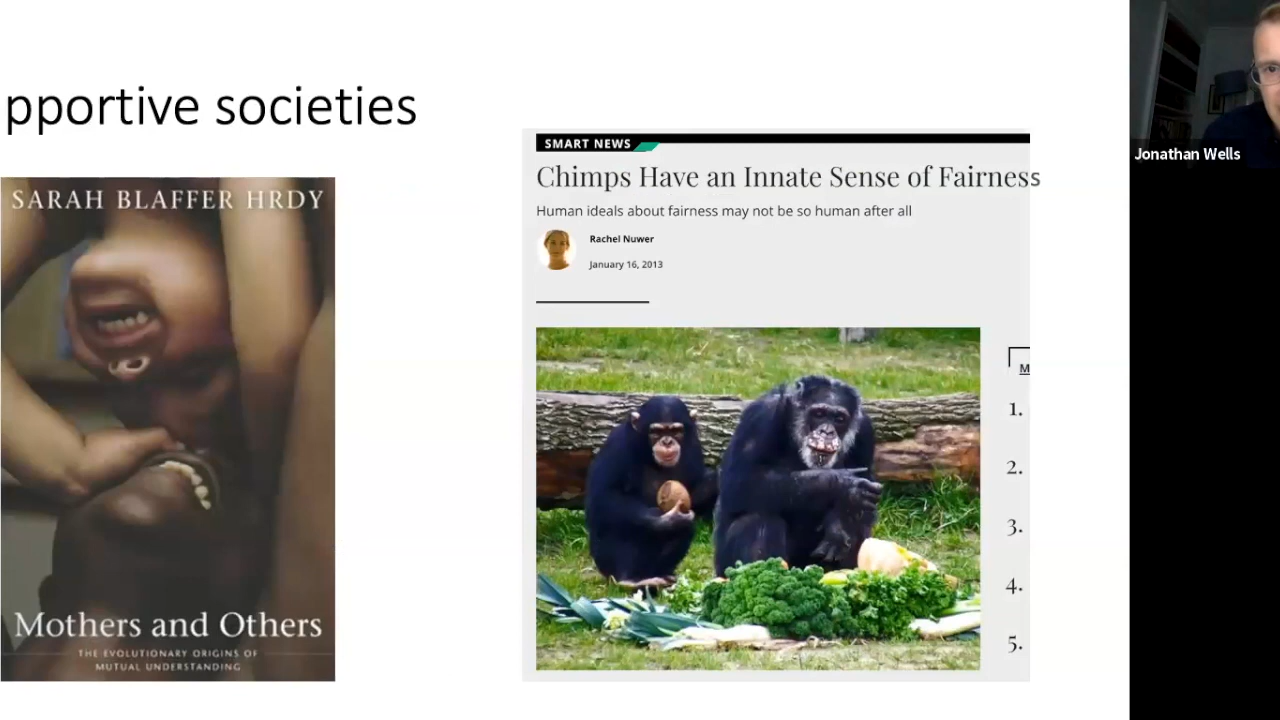 pportive societies
SARAH BLAFFER HRDY
Mothers and Others
THE EVOLUTIONARY ORIGINS OF
MUTUAL UNDERSTANDING
SMART NEWS
Chimps Have an Innate Sense of Fairness
Human ideals about fairness may not be so human after all
Rachel Nuwer
January 16, 2013
M
1.
2.
3.
4.
5.
Jonathan Wells